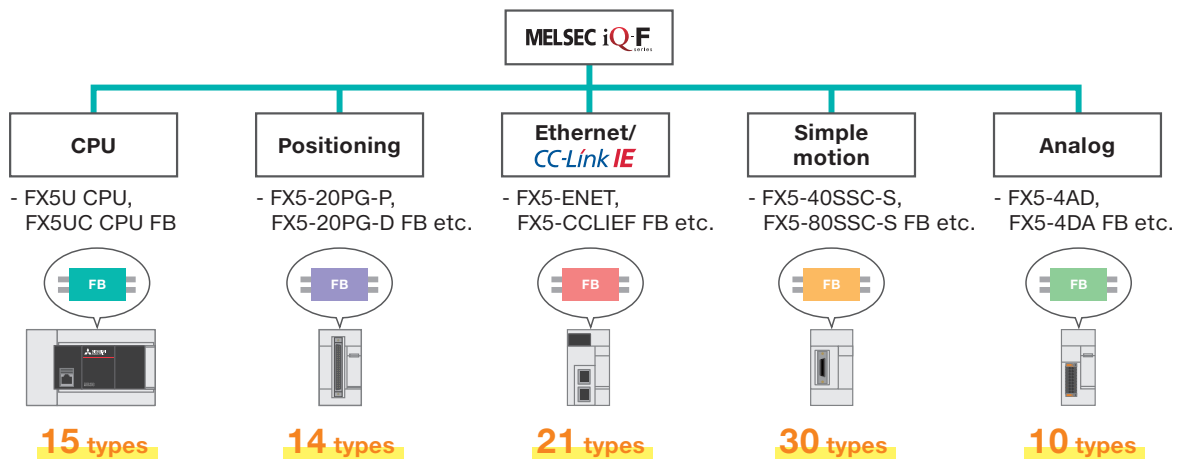 MELSEC iQ-F
series
CPU
Positioning
Ethernet/
CC-Link IE
Simple
motion
Analog
- FX5U CPU,
FX5UC CPU FB
- FX5-20PG-P,
FX5-20PG-D FB etc.
- FX5-ENET,
FX5-CCLIEF FB etc.
- FX5-40SSC-S,
FX5-80SSC-S FB etc.
- FX5-4AD,
FX5-4DA FB etc.
FB
FB
FB
FB
FB
15 types
14 types
21 types
30 types
10 types